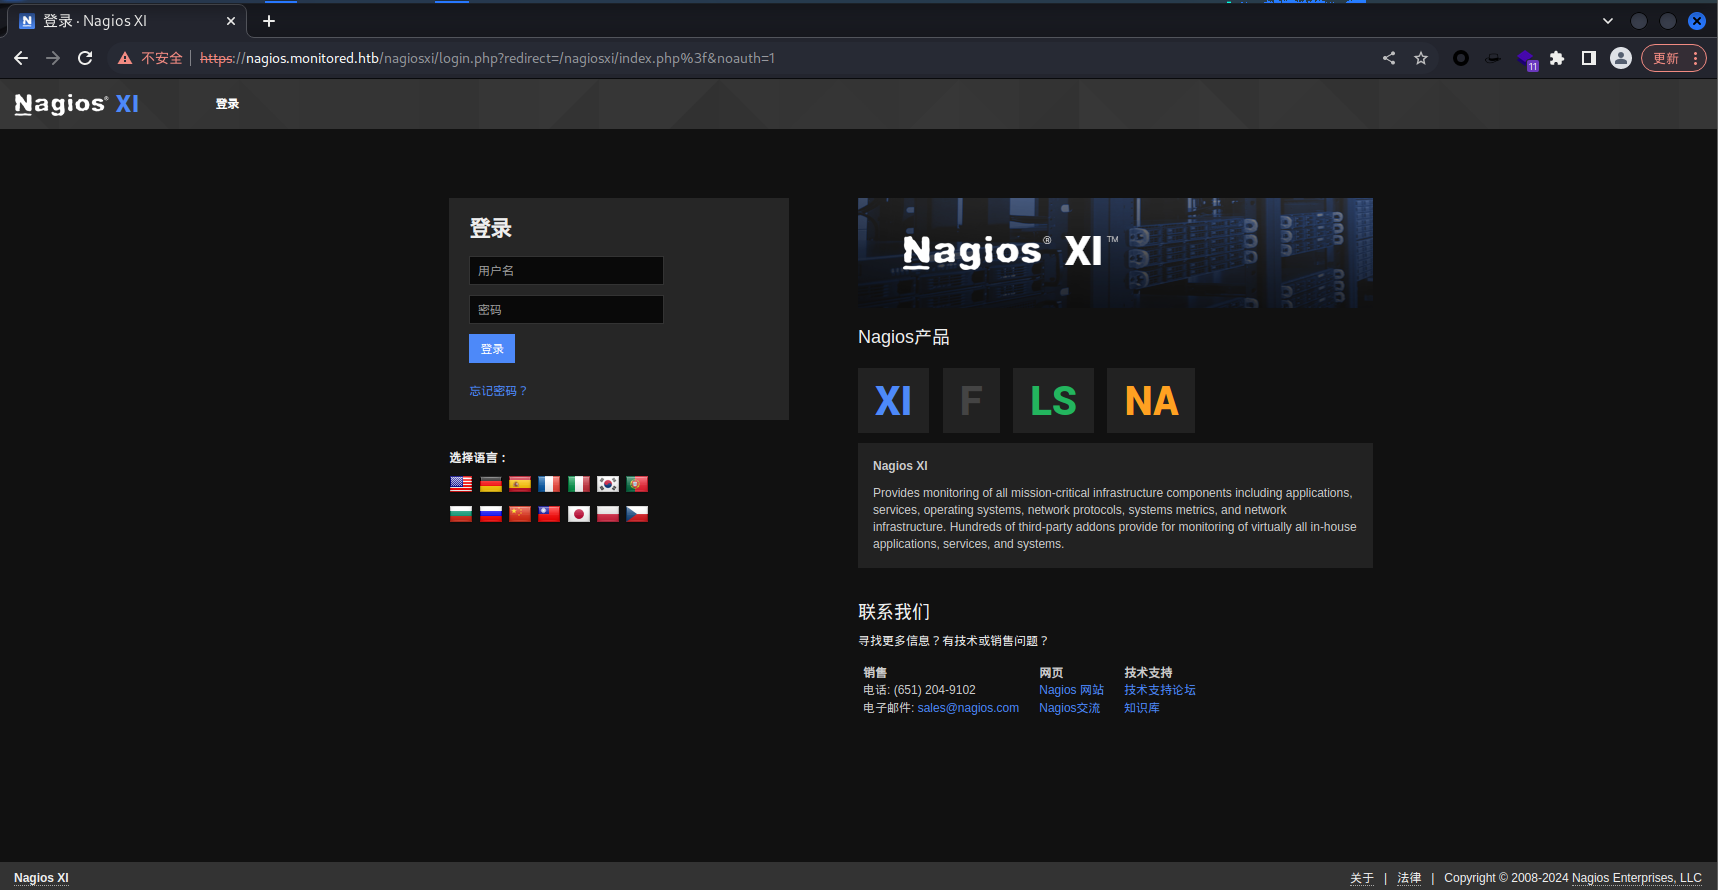 登录 · Nagios XI
不安全
https://nagios.monitored.htb/nagiosxi/login.php?redirect=/nagiosxi/index.php%3f&noauth=1
11
更新
Nagios® XI
登录
登录
用户名
密码
登录
忘记密码？
选择语言：
Nagios® XI™
Nagios产品
XI
F
LS
NA
Nagios XI
Provides monitoring of all mission-critical infrastructure components including applications,
services, operating systems, network protocols, systems metrics, and network
infrastructure. Hundreds of third-party addons provide for monitoring of virtually all in-house
applications, services, and systems.
联系我们
寻找更多信息？有技术或销售问题？
销售 网页 技术支持
电话: (651) 204-9102 Nagios 网站 技术支持论坛
电子邮件: sales@nagios.com Nagios交流 知识库
Nagios XI
关于 | 法律 | Copyright © 2008-2024 Nagios Enterprises, LLC